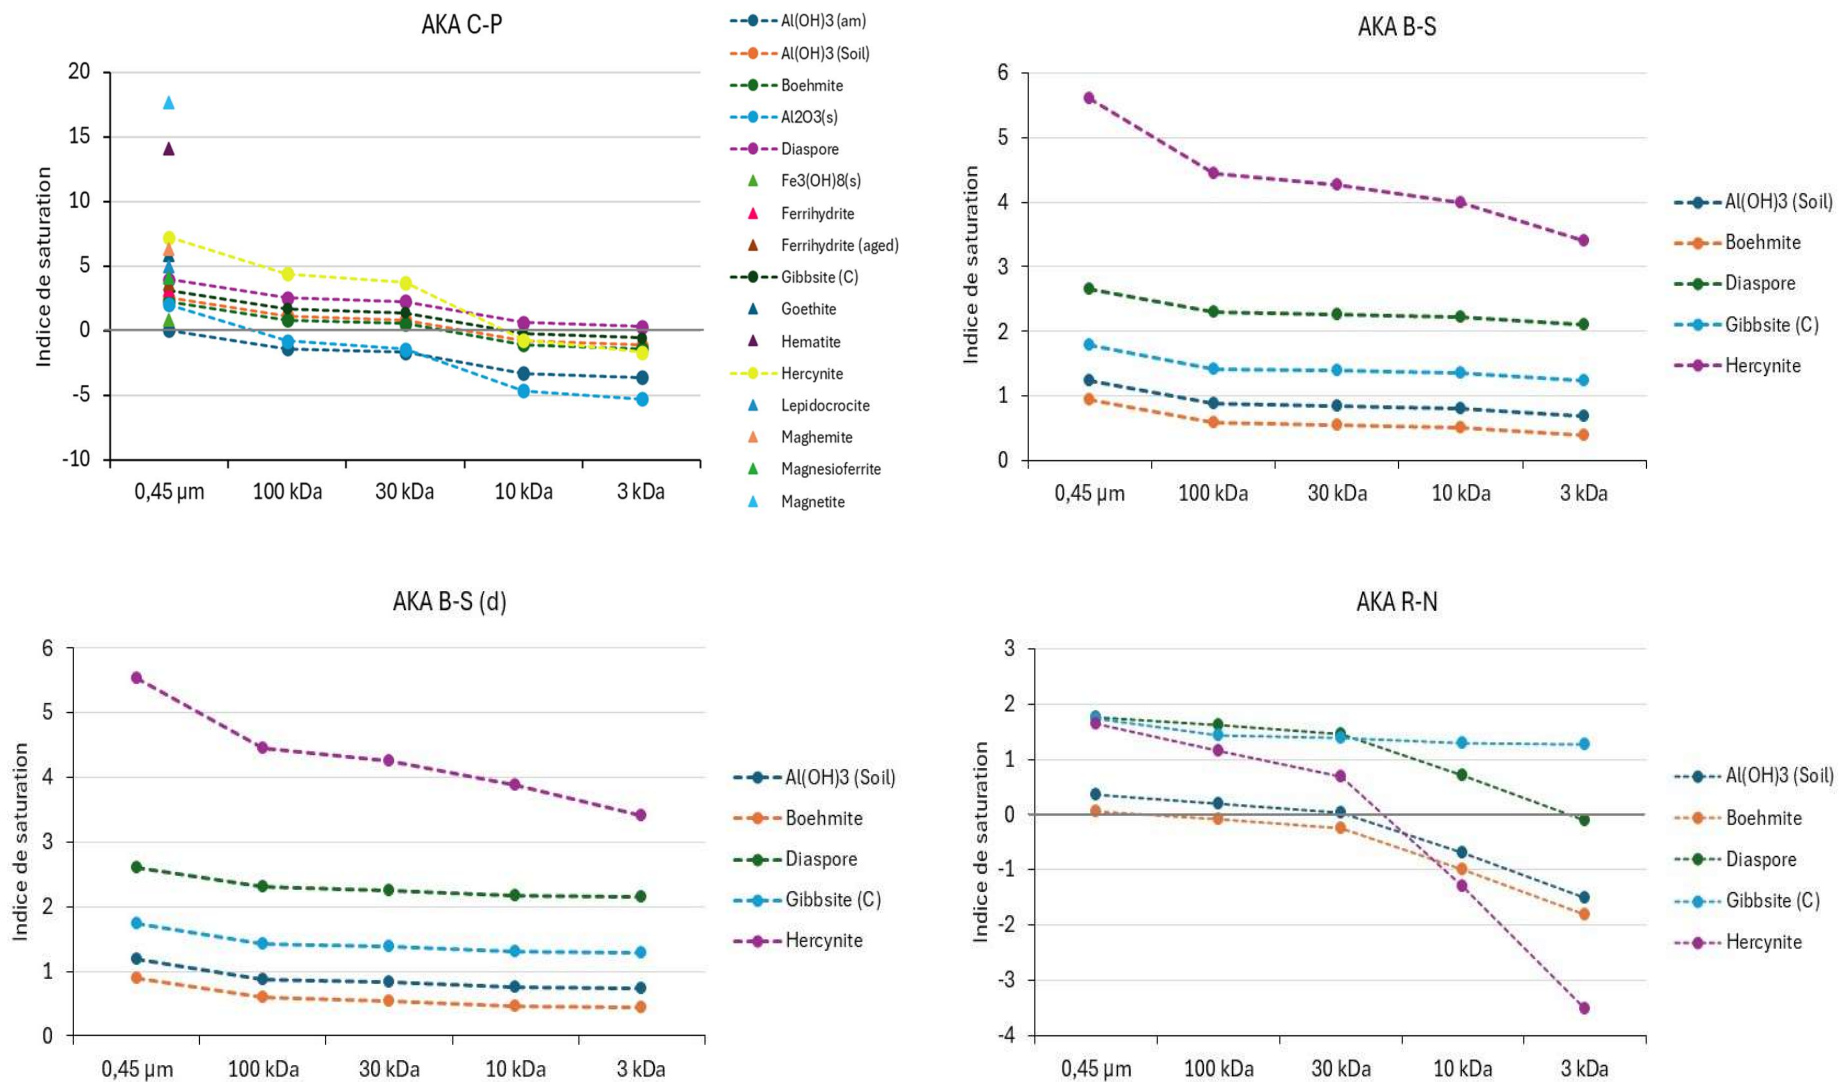 AKA C-P
Indice de saturation
20
15
10
5
0
-5
-10
0,45 µm
100 kDa
30 kDa
10 kDa
3 kDa
Al(OH)3 (am)
Al(OH)3 (Soil)
Boehmite
Al2O3(s)
Diaspore
Fe3(OH)8(s)
Ferrihydrite
Ferrihydrite (aged)
Gibbsite (C)
Goethite
Hematite
Hercynite
Lepidocrocite
Maghemite
Magnesioferrite
Magnetite
AKA B-S
Indice de saturation
6
5
4
3
2
1
0
0,45 µm
100 kDa
30 kDa
10 kDa
3 kDa
Al(OH)3 (Soil)
Boehmite
Diaspore
Gibbsite (C)
Hercynite
AKA B-S (d)
Indice de saturation
6
5
4
3
2
1
0
0,45 µm
100 kDa
30 kDa
10 kDa
3 kDa
Al(OH)3 (Soil)
Boehmite
Diaspore
Gibbsite (C)
Hercynite
AKA R-N
Indice de saturation
3
2
1
0
-1
-2
-3
-4
0,45 µm
100 kDa
30 kDa
10 kDa
3 kDa
Al(OH)3 (Soil)
Boehmite
Diaspore
Gibbsite (C)
Hercynite